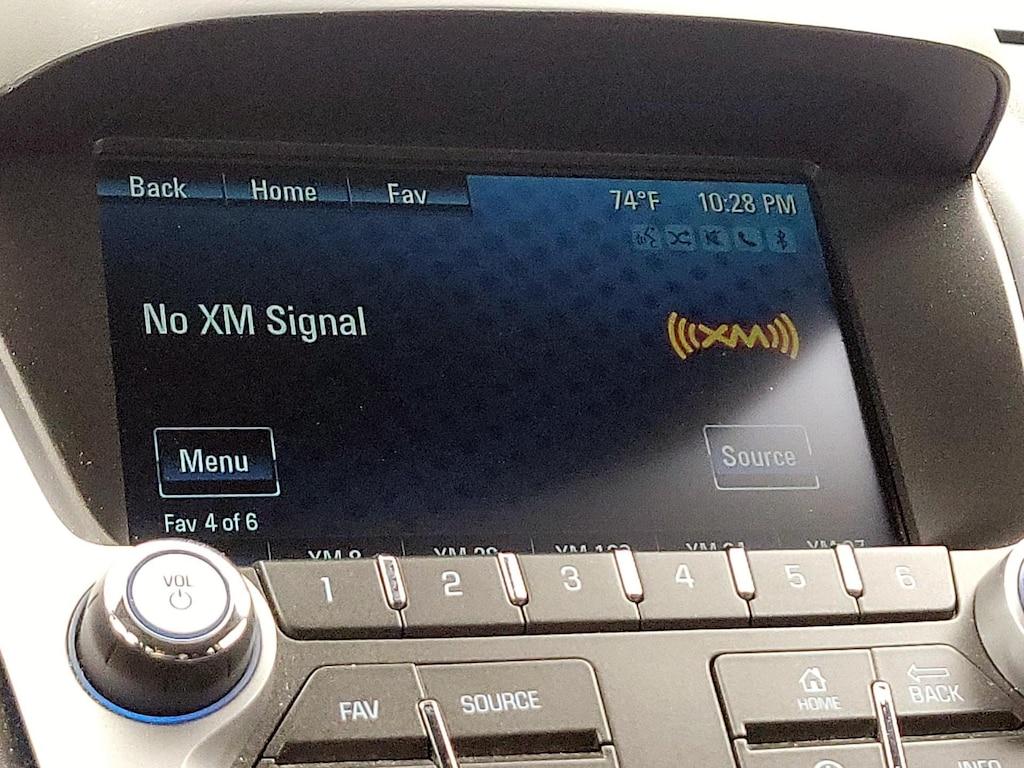 Back Home Fav 74°F 10:28 PM
No XM Signal
XM
Menu Source
Fav 4 of 6
VOL
1 2 3 4 5 6
FAV SOURCE HOME BACK
INFO